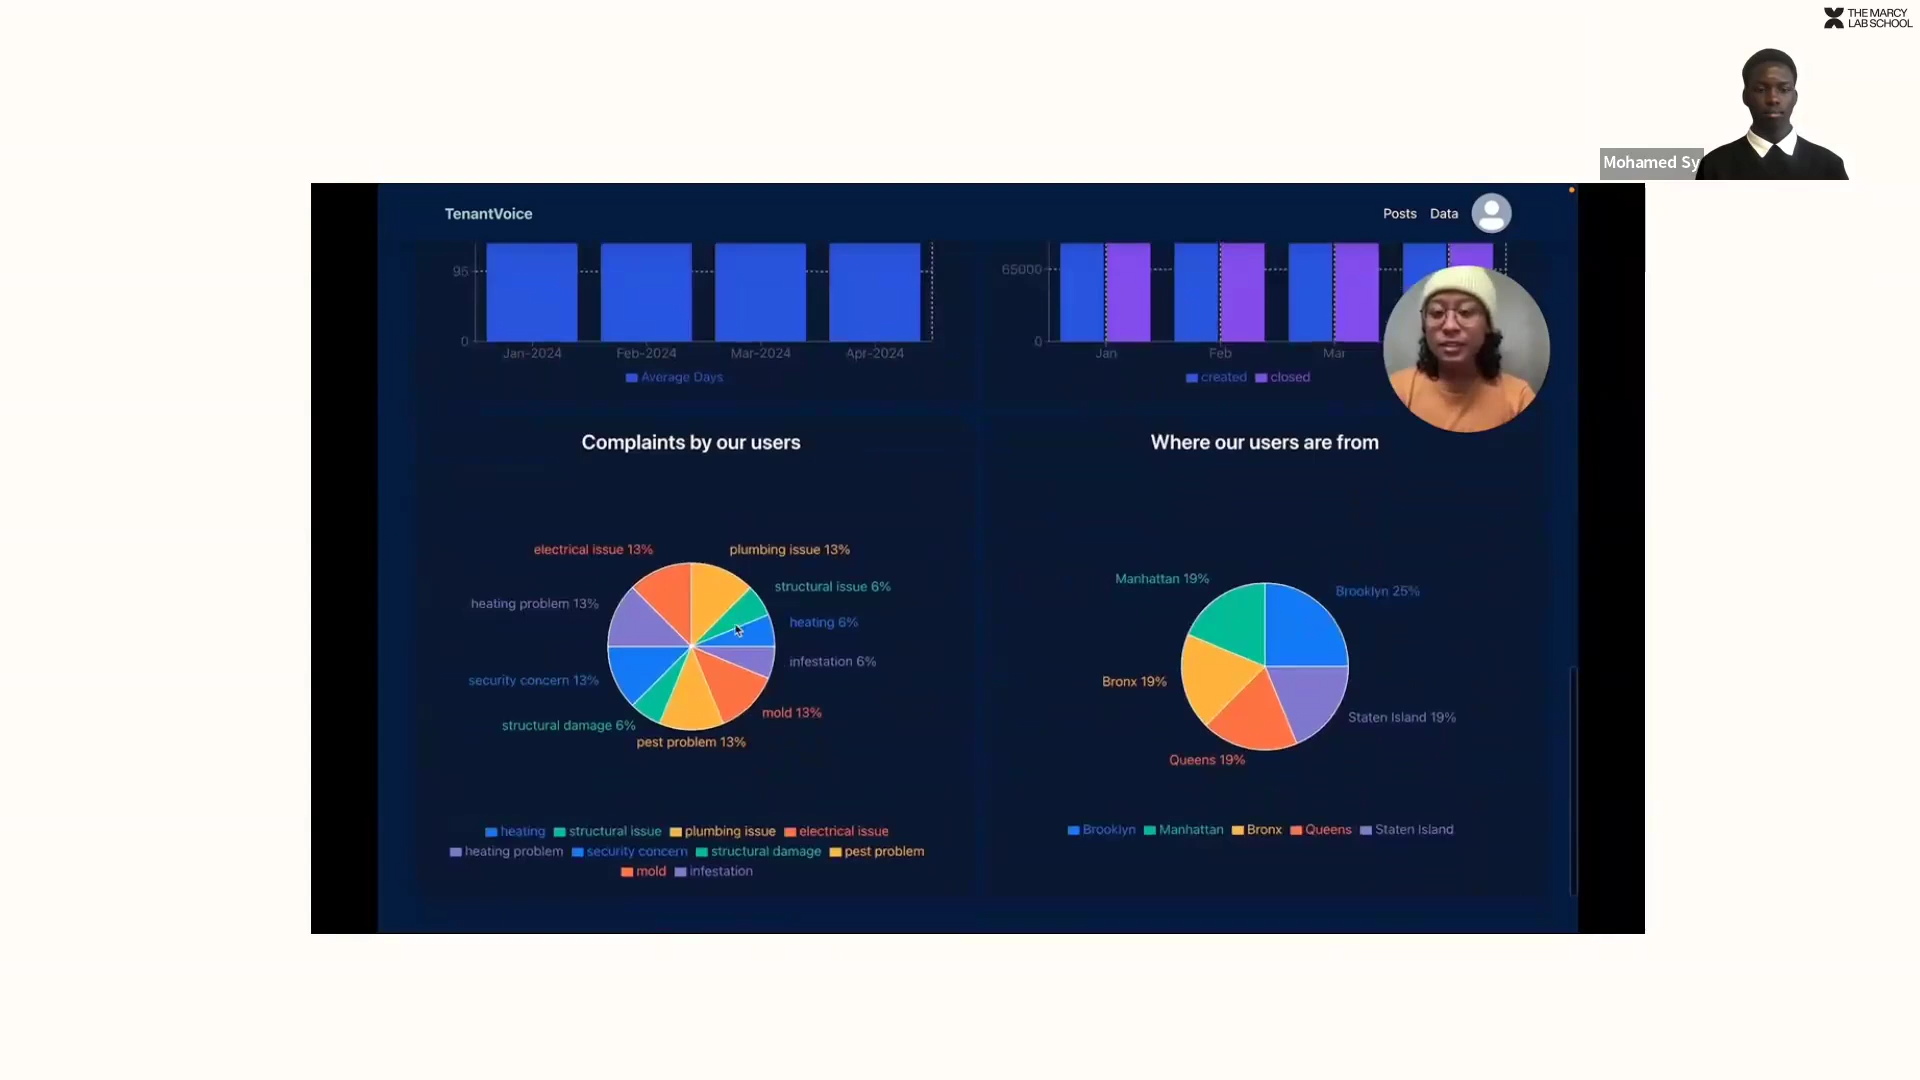 THE MARCY
LAB SCHOOL
Mohamed Sy
TenantVoice
Posts Data
95
0
Jan-2024 Feb-2024 Mar-2024 Apr-2024
Average Days
65000
0
Jan Feb Mar
created closed
Complaints by our users
electrical issue 13%
plumbing issue 13%
structural issue 6%
heating problem 13%
heating 6%
infestation 6%
security concern 13%
mold 13%
structural damage 6%
pest problem 13%
heating structural issue plumbing issue electrical issue
heating problem security concern structural damage pest problem
mold infestation
Where our users are from
Manhattan 19%
Brooklyn 25%
Bronx 19%
Staten Island 19%
Queens 19%
Brooklyn Manhattan Bronx Queens Staten Island